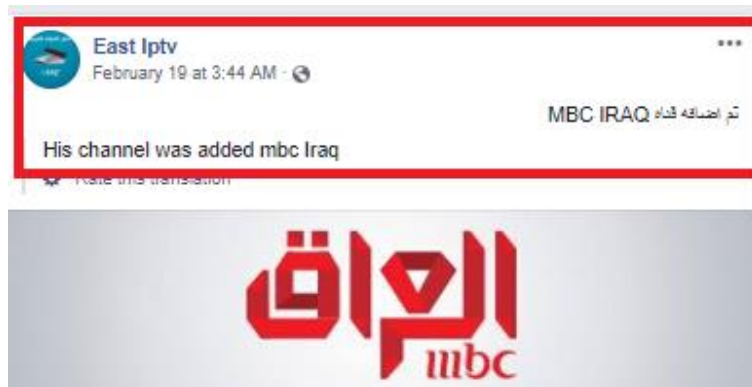 East Iptv
February 19 at 3:44 AM
تم اضافه قناه MBC IRAQ
His channel was added mbc Iraq
Rate this translation
العراق
mbc